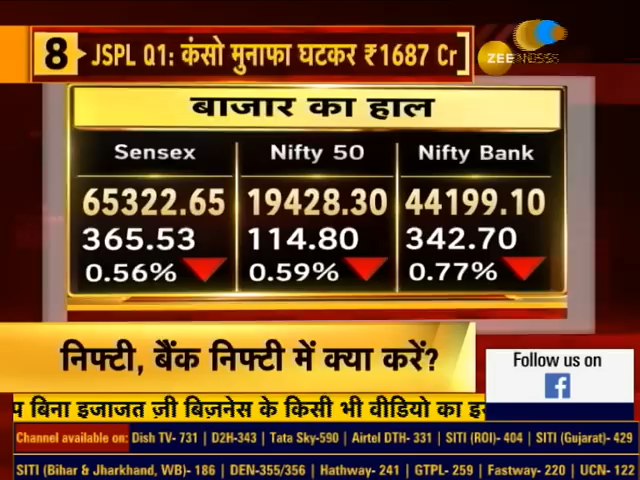 8 JSPL Q1: कंसो मुनाफा घटकर ₹1687 Cr
ZEE BUSINESS
बाजार का हाल
Sensex Nifty 50 Nifty Bank
65322.65 19428.30 44199.10
365.53 114.80 342.70
0.56% 0.59% 0.77%
निफ्टी, बैंक निफ्टी में क्या करें?
Follow us on
प बिना इजाजत ज़ी बिज़नेस के किसी भी वीडियो का इस
Channel available on: Dish TV- 731 | D2H-343 | Tata Sky-590 | Airtel DTH- 331 | SITI (ROI)- 404 | SITI (Gujarat)- 429
SITI (Bihar & Jharkhand, WB)- 186 | DEN-355/356 | Hathway- 241 | GTPL- 259 | Fastway- 220 | UCN- 122